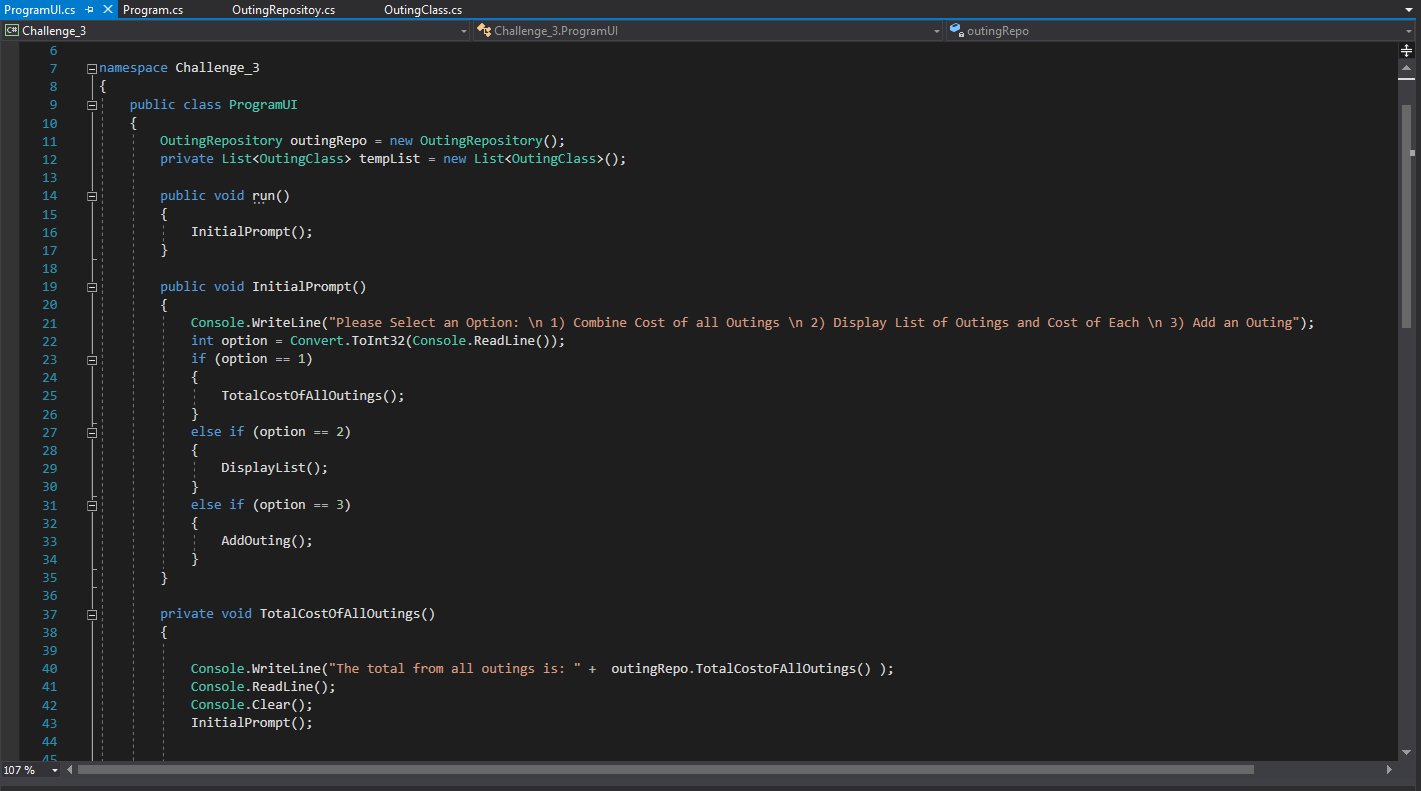 ProgramUI.cs Program.cs OutingRepositoy.cs OutingClass.cs
C# Challenge_3 Challenge_3.ProgramUI outingRepo
6
7 namespace Challenge_3
8 {
9 public class ProgramUI
10 {
11 OutingRepository outingRepo = new OutingRepository();
12 private List<OutingClass> tempList = new List<OutingClass>();
13
14 public void run()
15 {
16 InitialPrompt();
17 }
18
19 public void InitialPrompt()
20 {
21 Console.WriteLine("Please Select an Option: \n 1) Combine Cost of all Outings \n 2) Display List of Outings and Cost of Each \n 3) Add an Outing");
22 int option = Convert.ToInt32(Console.ReadLine());
23 if (option == 1)
24 {
25 TotalCostOfAllOutings();
26 }
27 else if (option == 2)
28 {
29 DisplayList();
30 }
31 else if (option == 3)
32 {
33 AddOuting();
34 }
35 }
36
37 private void TotalCostOfAllOutings()
38 {
39
40 Console.WriteLine("The total from all outings is: " + outingRepo.TotalCostoFAllOutings() );
41 Console.ReadLine();
42 Console.Clear();
43 InitialPrompt();
44
45
107 %